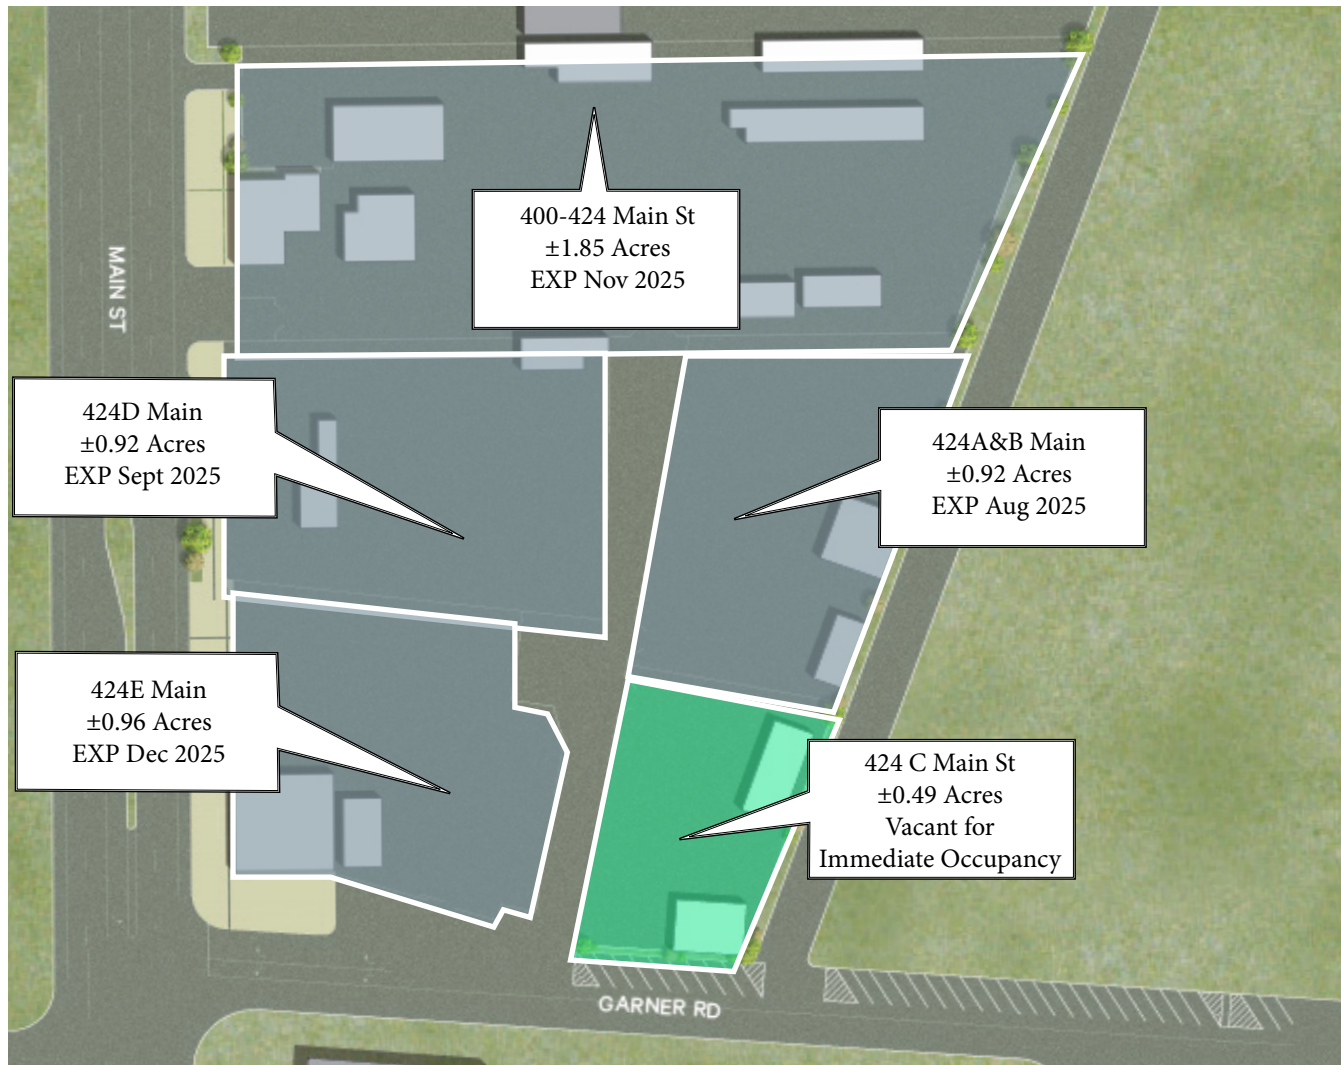 400-424 Main St
±1.85 Acres
EXP Nov 2025
MAIN ST
424D Main
±0.92 Acres
EXP Sept 2025
424A&B Main
±0.92 Acres
EXP Aug 2025
424E Main
±0.96 Acres
EXP Dec 2025
424 C Main St
±0.49 Acres
Vacant for
Immediate Occupancy
GARNER RD